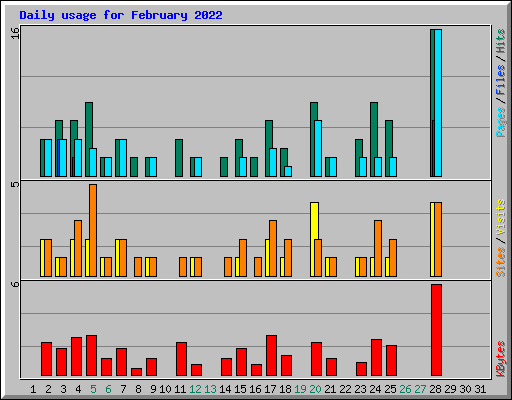 Daily usage for February 2022
16
Pages / Files / Hits
5
Sites / Visits
6
KBytes
1 2 3 4 5 6 7 8 9 10 11 12 13 14 15 16 17 18 19 20 21 22 23 24 25 26 27 28 29 30 31